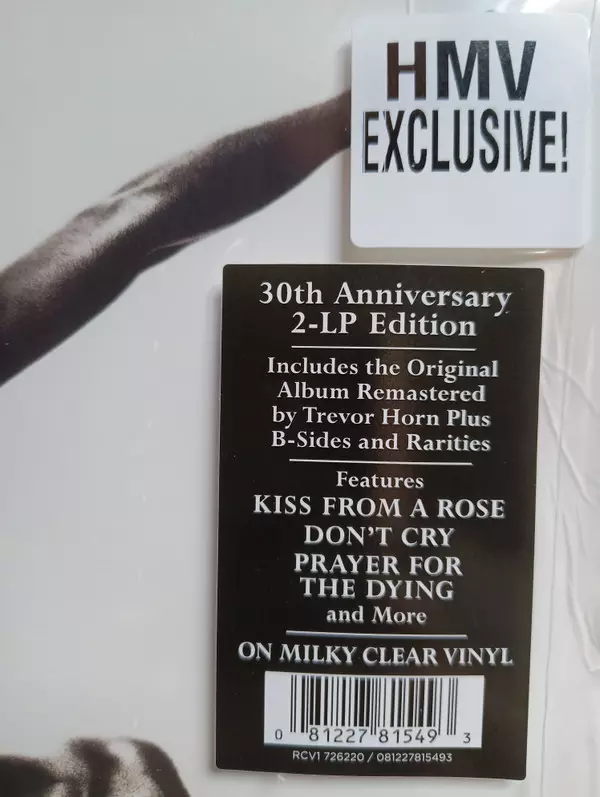 HMV
EXCLUSIVE!
30th Anniversary
2-LP Edition
Includes the Original
Album Remastered
by Trevor Horn Plus
B-Sides and Rarities
Features
KISS FROM A ROSE
DON'T CRY
PRAYER FOR
THE DYING
and More
ON MILKY CLEAR VINYL
0 81227 81549 3
RCV1 726220 / 081227815493